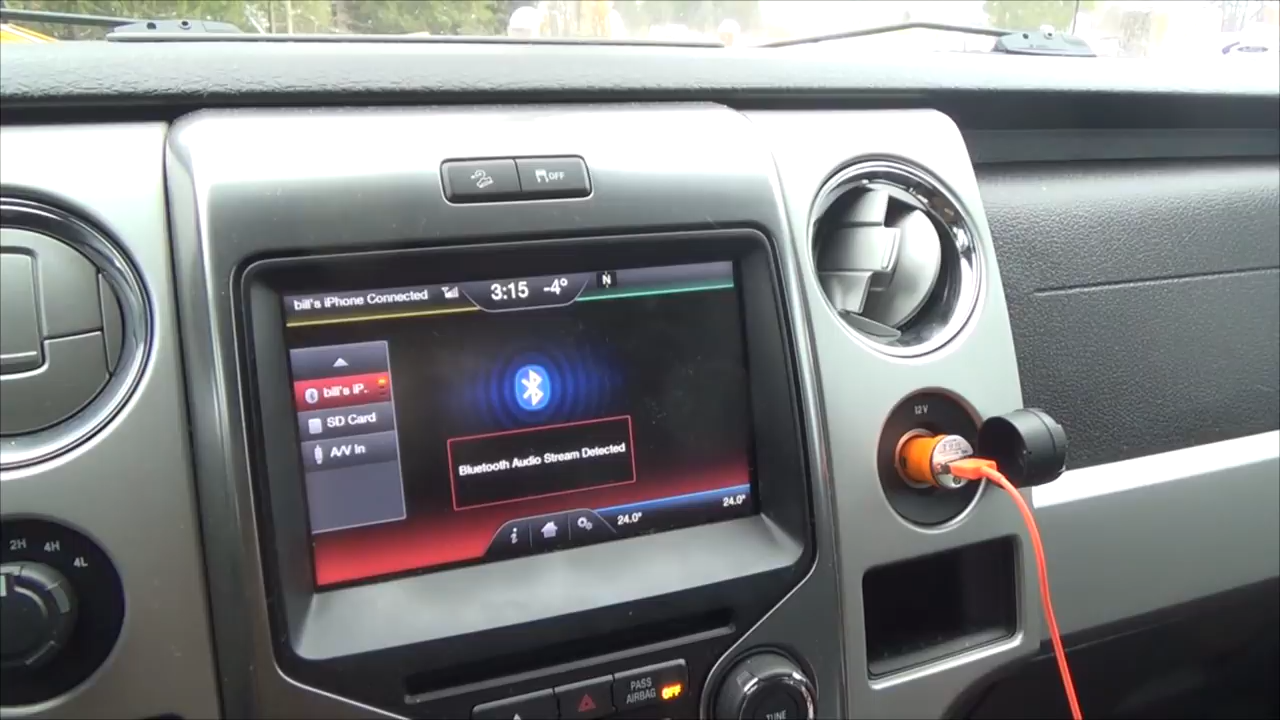 OFF
bill's iPhone Connected
3:15 -4° N
bill's iP.
SD Card
A/V In
Bluetooth Audio Stream Detected
24.0°
24.0°
12V
2H 4H 4L
PASS
AIRBAG OFF
TUNE